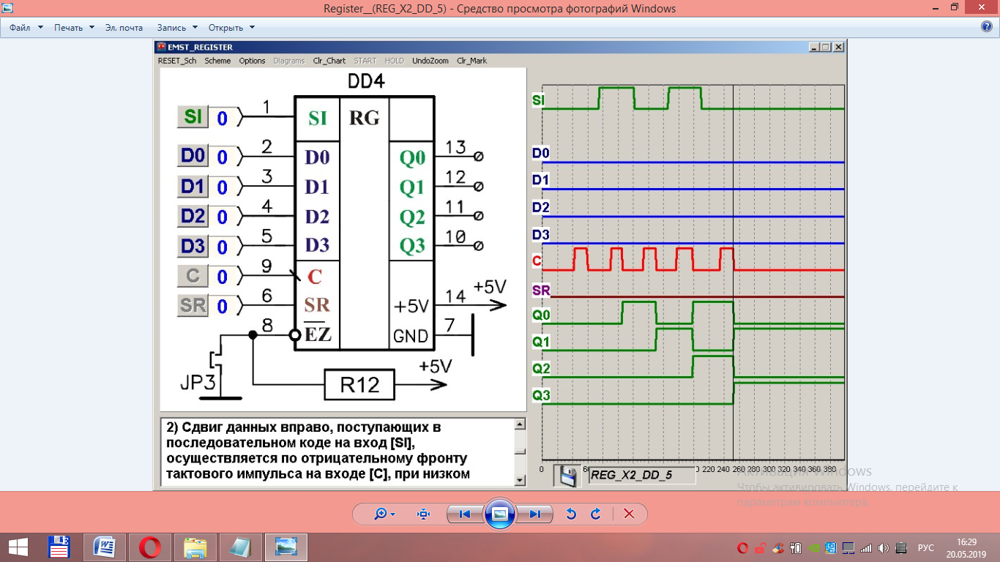 Register__(REG_X2_DD_5) - Средство просмотра фотографий Windows
Файл Печать Эл. почта Запись Открыть
EMST_REGISTER
RESET_Sch Scheme Options Diagrams Clr_Chart START HOLD UndoZoom Clr_Mark
DD4
SI 0 1 SI RG
D0 0 2 D0 Q0 13
D1 0 3 D1 Q1 12
D2 0 4 D2 Q2 11
D3 0 5 D3 Q3 10
C 0 9 C
SR 0 6 SR +5V 14 +5V
8 EZ GND 7
+5V
JP3 R12
2) Сдвиг данных вправо, поступающих в
последовательном коде на вход [SI],
осуществляется по отрицательному фронту
тактового импульса на входе [C], при низком
SI
D0
D1
D2
D3
C
SR
Q0
Q1
Q2
Q3
0 220 240 260 280 300 320 340 360 380
REG_X2_DD_5
Активация Windows
Чтобы активировать Windows, перейдите к
параметрам компьютера.
РУС 16:29
20.05.2019